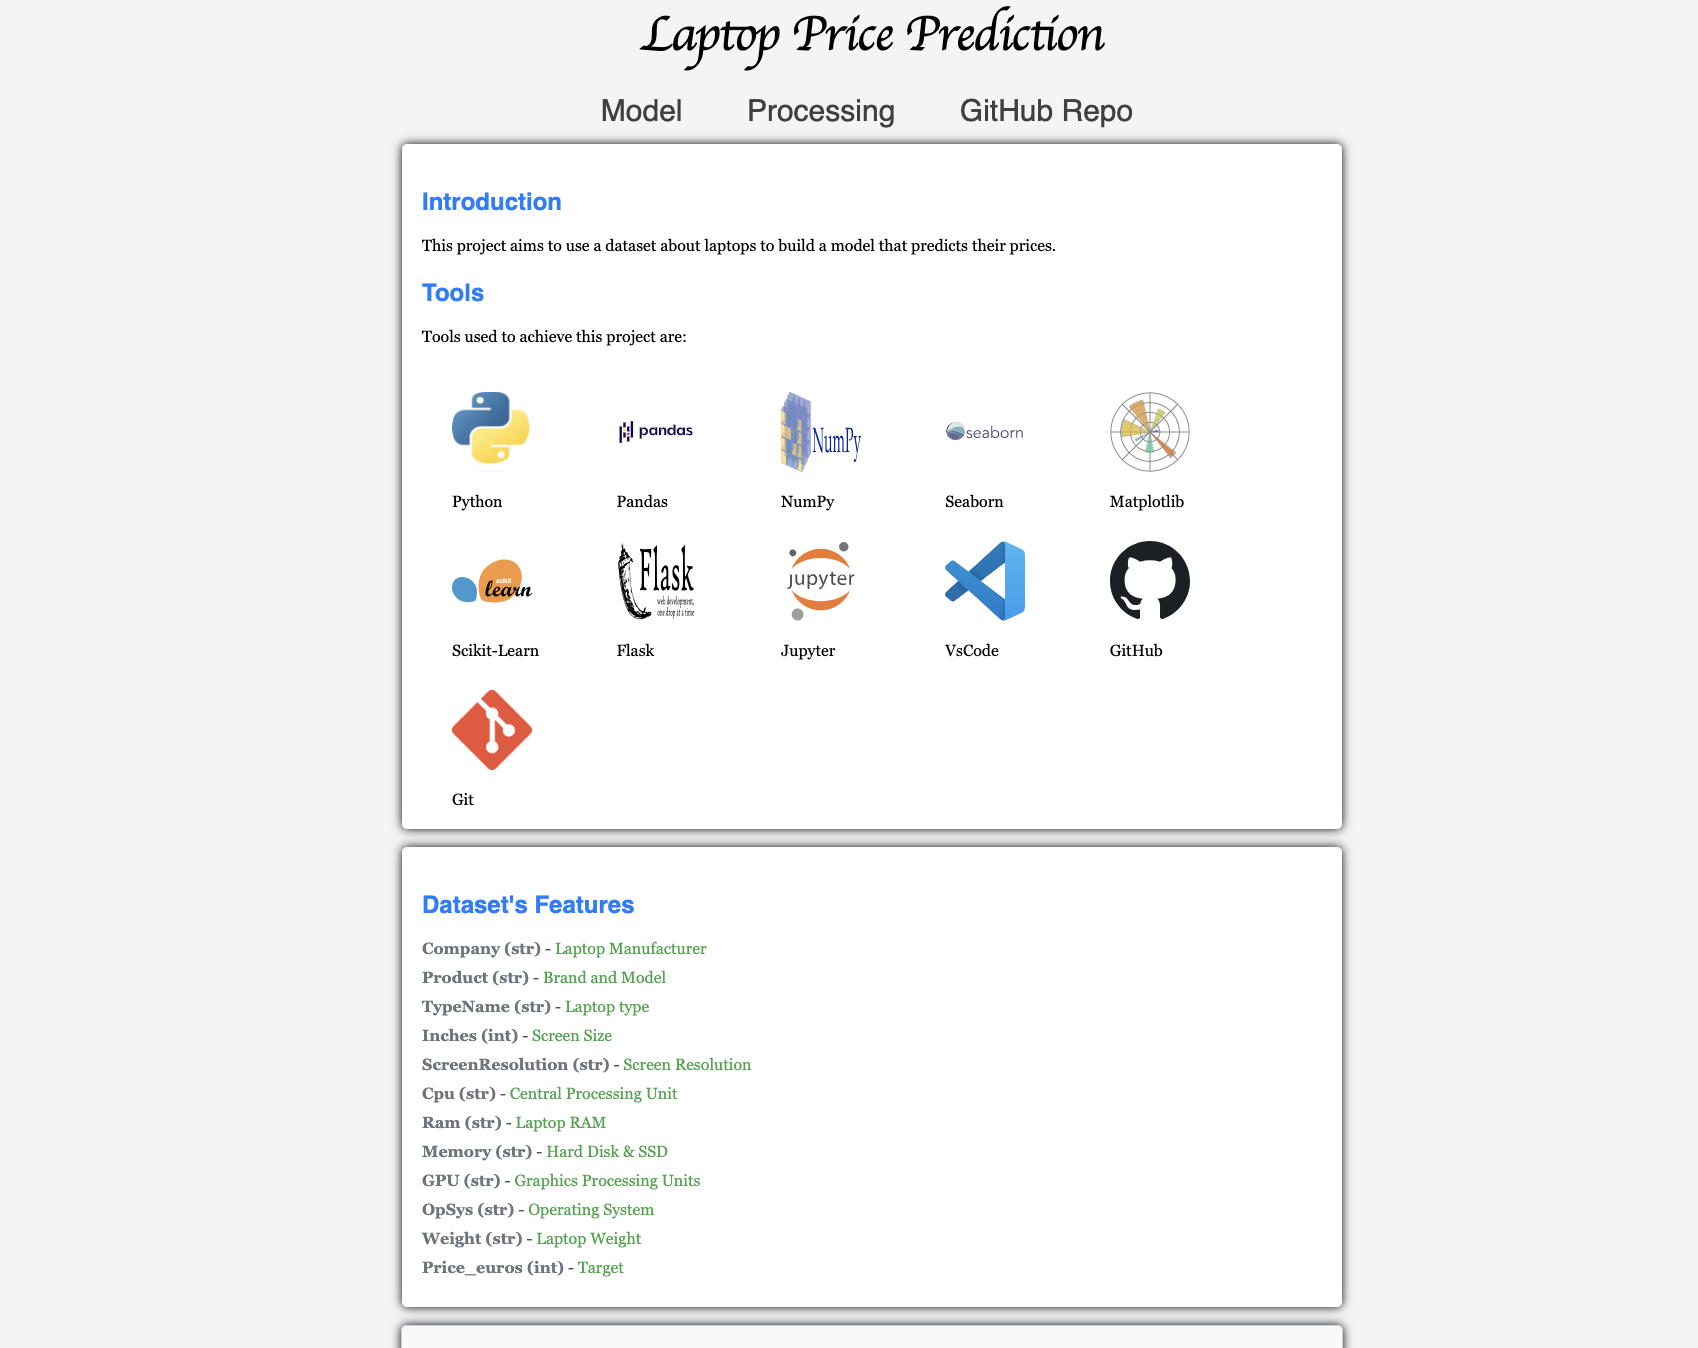 Laptop Price Prediction
Model Processing GitHub Repo
Introduction
This project aims to use a dataset about laptops to build a model that predicts their prices.
Tools
Tools used to achieve this project are:
pandas NumPy seaborn
Python Pandas NumPy Seaborn Matplotlib
scikit learn Flask web development, one drop at a time jupyter
Scikit-Learn Flask Jupyter VsCode GitHub
Git
Dataset's Features
Company (str) - Laptop Manufacturer
Product (str) - Brand and Model
TypeName (str) - Laptop type
Inches (int) - Screen Size
ScreenResolution (str) - Screen Resolution
Cpu (str) - Central Processing Unit
Ram (str) - Laptop RAM
Memory (str) - Hard Disk & SSD
GPU (str) - Graphics Processing Units
OpSys (str) - Operating System
Weight (str) - Laptop Weight
Price_euros (int) - Target